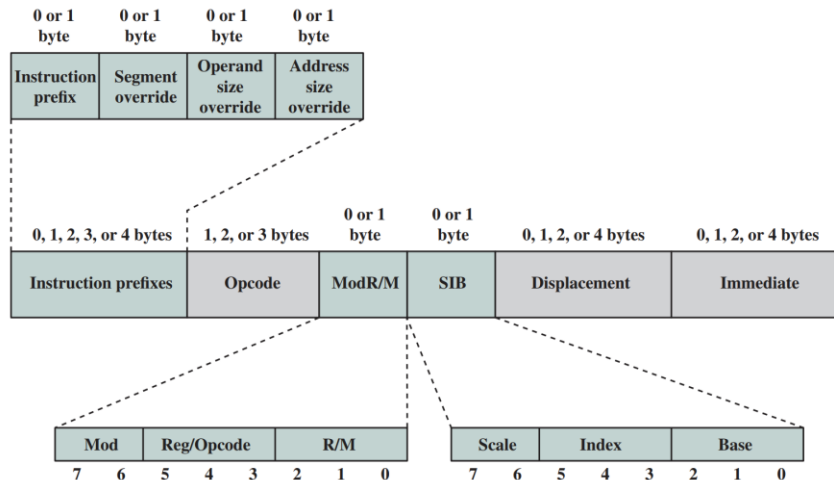 0 or 1 0 or 1 0 or 1 0 or 1
byte byte byte byte
Instruction prefix
Segment override
Operand size override
Address size override
0 or 1 0 or 1
0, 1, 2, 3, or 4 bytes 1, 2, or 3 bytes byte byte 0, 1, 2, or 4 bytes 0, 1, 2, or 4 bytes
Instruction prefixes Opcode ModR/M SIB Displacement Immediate
Mod Reg/Opcode R/M Scale Index Base
7 6 5 4 3 2 1 0 7 6 5 4 3 2 1 0